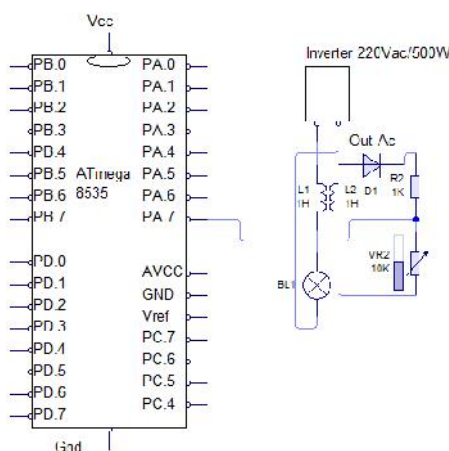 Vcc
PB.0
PB.1
PB.2
PB.3
PD.4
PB.5
PB.6
PB.7
PD.0
PD.1
PD.2
PD.3
PD.4
PD.5
PD.6
PD.7
ATmega
8535
PA.0
PA.1
PA.2
PA.3
PA.4
PA.5
PA.6
PA.7
AVCC
GND
Vref
PC.7
PC.6
PC.5
PC.4
Gnd
Inverter 220Vac/500W
Out Ac
L1
1H
L2
1H
D1
R2
1K
VR2
10K
BL1